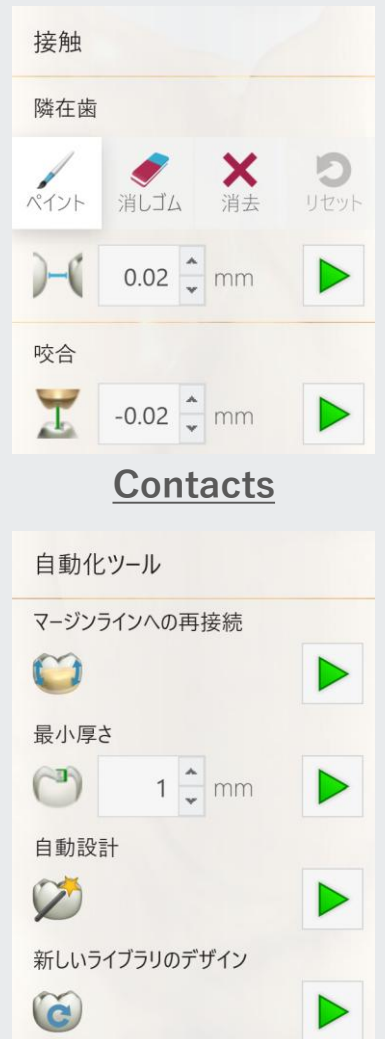 接触
隣在歯
ペイント 消しゴム 消去 リセット
0.02 mm
咬合
-0.02 mm
Contacts
自動化ツール
マージンラインへの再接続
最小厚さ
1 mm
自動設計
新しいライブラリのデザイン